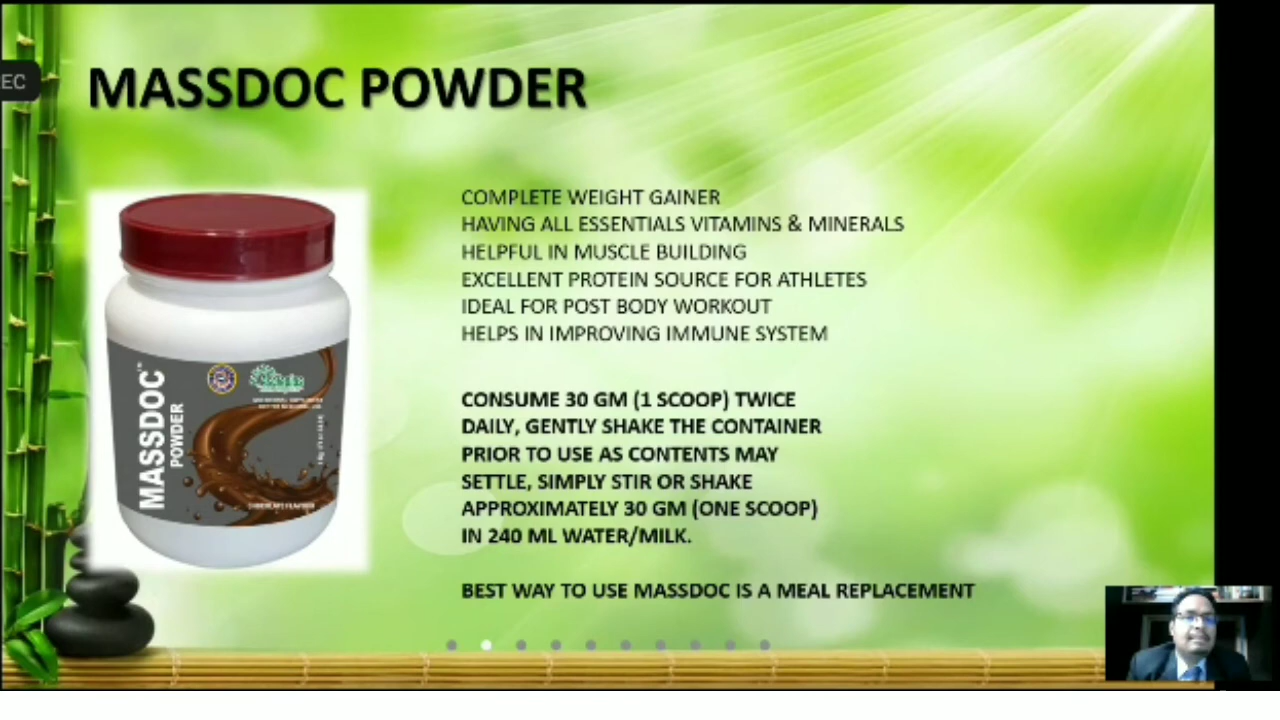 EC
MASSDOC POWDER
COMPLETE WEIGHT GAINER
HAVING ALL ESSENTIALS VITAMINS & MINERALS
HELPFUL IN MUSCLE BUILDING
EXCELLENT PROTEIN SOURCE FOR ATHLETES
IDEAL FOR POST BODY WORKOUT
HELPS IN IMPROVING IMMUNE SYSTEM
CONSUME 30 GM (1 SCOOP) TWICE
DAILY, GENTLY SHAKE THE CONTAINER
PRIOR TO USE AS CONTENTS MAY
SETTLE, SIMPLY STIR OR SHAKE
APPROXIMATELY 30 GM (ONE SCOOP)
IN 240 ML WATER/MILK.
BEST WAY TO USE MASSDOC IS A MEAL REPLACEMENT
MASSDOC™
POWDER
CHOCOLATE FLAVOUR